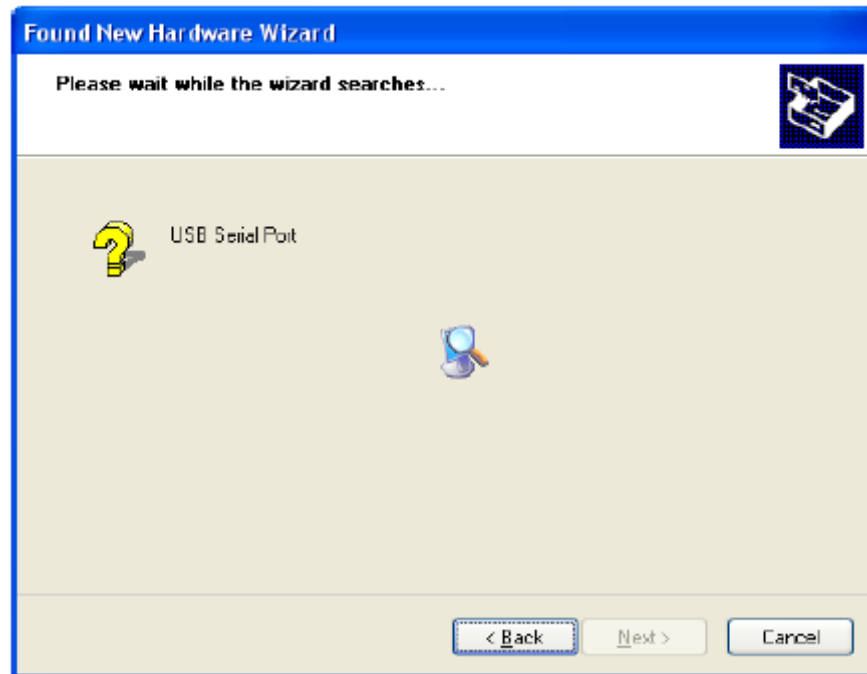 Found New Hardware Wizard
Please wait while the wizard searches...
USB Serial Port
< Back
Next >
Cancel